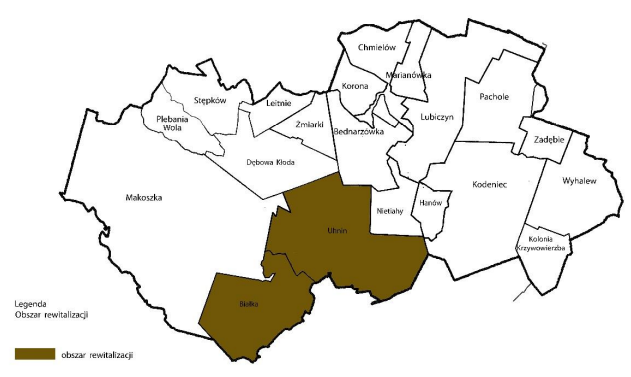 Chmielów
Marianówka
Korona
Stępków
Leitnie
Pachole
Plebania
Wola
Żmiarki
Bednarzówka
Lubiczyn
Zadębie
Dębowa Kłoda
Makoszka
Kodeniec
Wyhalew
Nietiahy
Hanów
Uhnin
Kolonia
Krzywowierzba
Białka
Legenda
Obszar rewitalizacji
obszar rewitalizacji